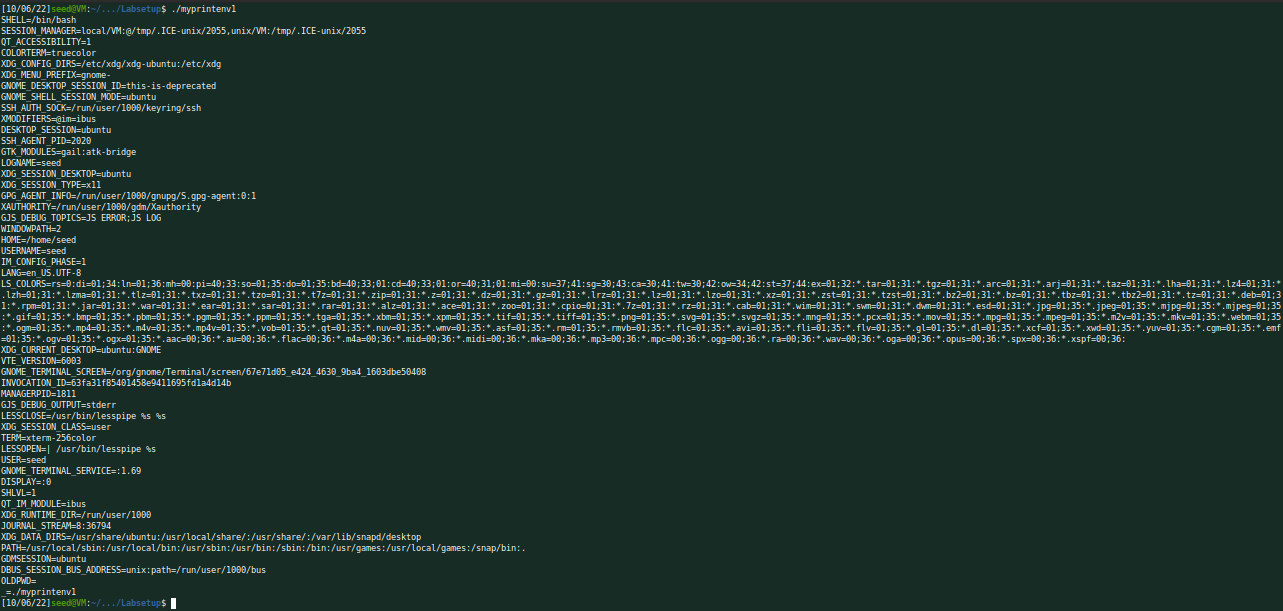 [10/06/22]seed@VM:~/.../Labsetup$ ./myprintenv1
SHELL=/bin/bash
SESSION_MANAGER=local/VM:@/tmp/.ICE-unix/2055,unix/VM:/tmp/.ICE-unix/2055
QT_ACCESSIBILITY=1
COLORTERM=truecolor
XDG_CONFIG_DIRS=/etc/xdg/xdg-ubuntu:/etc/xdg
XDG_MENU_PREFIX=gnome-
GNOME_DESKTOP_SESSION_ID=this-is-deprecated
GNOME_SHELL_SESSION_MODE=ubuntu
SSH_AUTH_SOCK=/run/user/1000/keyring/ssh
XMODIFIERS=@im=ibus
DESKTOP_SESSION=ubuntu
SSH_AGENT_PID=2020
GTK_MODULES=gail:atk-bridge
LOGNAME=seed
XDG_SESSION_DESKTOP=ubuntu
XDG_SESSION_TYPE=x11
GPG_AGENT_INFO=/run/user/1000/gnupg/S.gpg-agent:0:1
XAUTHORITY=/run/user/1000/gdm/Xauthority
GJS_DEBUG_TOPICS=JS ERROR;JS LOG
WINDOWPATH=2
HOME=/home/seed
USERNAME=seed
IM_CONFIG_PHASE=1
LANG=en_US.UTF-8
LS_COLORS=rs=0:di=01;34:ln=01;36:mh=00:pi=40;33:so=01;35:do=01;35:bd=40;33;01:cd=40;33;01:or=40;31;01:mi=00:su=37;41:sg=30;43:ca=30;41:tw=30;42:ow=34;42:st=37;44:ex=01;32:*.tar=01;31:*.tgz=01;31:*.arc=01;31:*.arj=01;31:*.taz=01;31:*.lha=01;31:*.lz4=01;31:*
.lzh=01;31:*.lzma=01;31:*.tlz=01;31:*.txz=01;31:*.tzo=01;31:*.t7z=01;31:*.zip=01;31:*.z=01;31:*.dz=01;31:*.gz=01;31:*.lrz=01;31:*.lz=01;31:*.lzo=01;31:*.xz=01;31:*.zst=01;31:*.tzst=01;31:*.bz2=01;31:*.bz=01;31:*.tbz=01;31:*.tbz2=01;31:*.tz=01;31:*.deb=01;3
1:*.rpm=01;31:*.jar=01;31:*.war=01;31:*.ear=01;31:*.sar=01;31:*.rar=01;31:*.alz=01;31:*.ace=01;31:*.zoo=01;31:*.cpio=01;31:*.7z=01;31:*.rz=01;31:*.cab=01;31:*.wim=01;31:*.swm=01;31:*.dwm=01;31:*.esd=01;31:*.jpg=01;35:*.jpeg=01;35:*.mjpg=01;35:*.mjpeg=01;35
:*.gif=01;35:*.bmp=01;35:*.pbm=01;35:*.pgm=01;35:*.ppm=01;35:*.tga=01;35:*.xbm=01;35:*.xpm=01;35:*.tif=01;35:*.tiff=01;35:*.png=01;35:*.svg=01;35:*.svgz=01;35:*.mng=01;35:*.pcx=01;35:*.mov=01;35:*.mpg=01;35:*.mpeg=01;35:*.m2v=01;35:*.mkv=01;35:*.webm=01;35
:*.ogm=01;35:*.mp4=01;35:*.m4v=01;35:*.mp4v=01;35:*.vob=01;35:*.qt=01;35:*.nuv=01;35:*.wmv=01;35:*.asf=01;35:*.rm=01;35:*.rmvb=01;35:*.flc=01;35:*.avi=01;35:*.fli=01;35:*.flv=01;35:*.gl=01;35:*.dl=01;35:*.xcf=01;35:*.xwd=01;35:*.yuv=01;35:*.cgm=01;35:*.emf
=01;35:*.ogv=01;35:*.ogx=01;35:*.aac=00;36:*.au=00;36:*.flac=00;36:*.m4a=00;36:*.mid=00;36:*.midi=00;36:*.mka=00;36:*.mp3=00;36:*.mpc=00;36:*.ogg=00;36:*.ra=00;36:*.wav=00;36:*.oga=00;36:*.opus=00;36:*.spx=00;36:*.xspf=00;36:
XDG_CURRENT_DESKTOP=ubuntu:GNOME
VTE_VERSION=6003
GNOME_TERMINAL_SCREEN=/org/gnome/Terminal/screen/67e71d05_e424_4630_9ba4_1603dbe50408
INVOCATION_ID=63fa31f85401458e9411695fd1a4d14b
MANAGERPID=1811
GJS_DEBUG_OUTPUT=stderr
LESSCLOSE=/usr/bin/lesspipe %s %s
XDG_SESSION_CLASS=user
TERM=xterm-256color
LESSOPEN=| /usr/bin/lesspipe %s
USER=seed
GNOME_TERMINAL_SERVICE=:1.69
DISPLAY=:0
SHLVL=1
QT_IM_MODULE=ibus
XDG_RUNTIME_DIR=/run/user/1000
JOURNAL_STREAM=8:36794
XDG_DATA_DIRS=/usr/share/ubuntu:/usr/local/share/:/usr/share/:/var/lib/snapd/desktop
PATH=/usr/local/sbin:/usr/local/bin:/usr/sbin:/usr/bin:/sbin:/bin:/usr/games:/usr/local/games:/snap/bin:.
GDMSESSION=ubuntu
DBUS_SESSION_BUS_ADDRESS=unix:path=/run/user/1000/bus
OLDPWD=
_=./myprintenv1
[10/06/22]seed@VM:~/.../Labsetup$